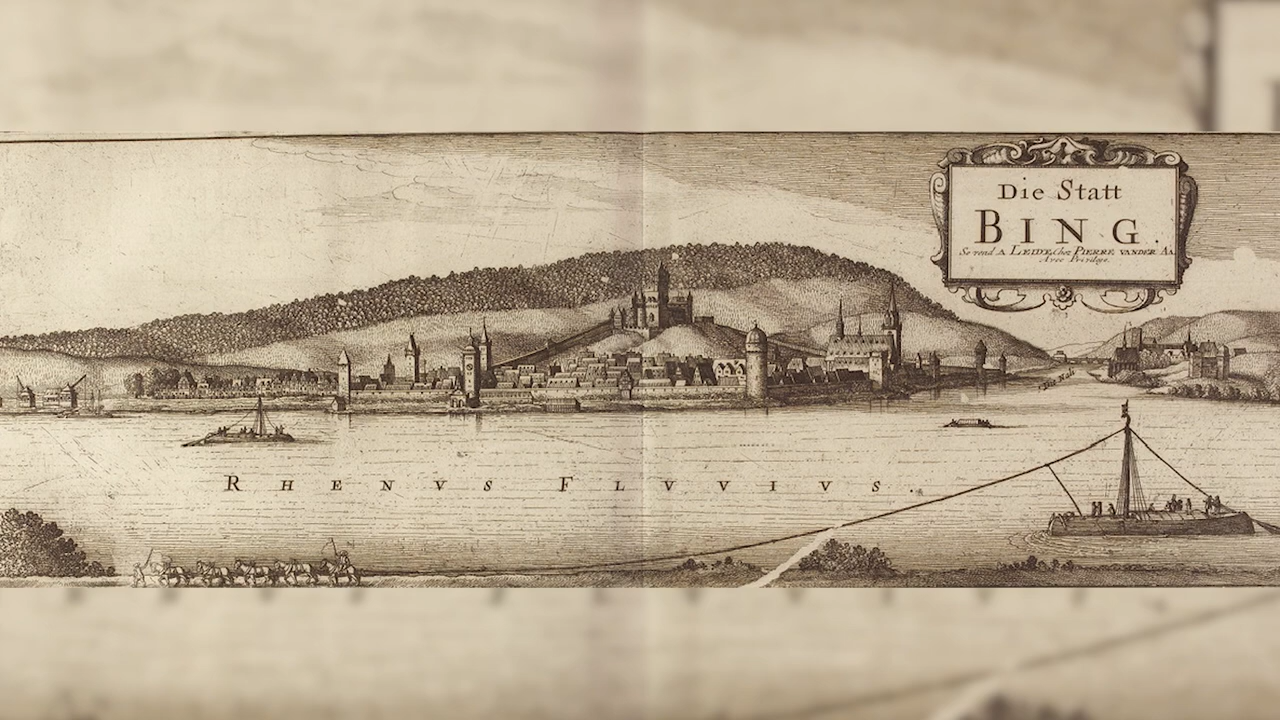 Die Statt
BING.
Se vend A LEIDE, Chez PIERRE VANDER AA
Avec Privilege.
RHENVS FLVVIVS.